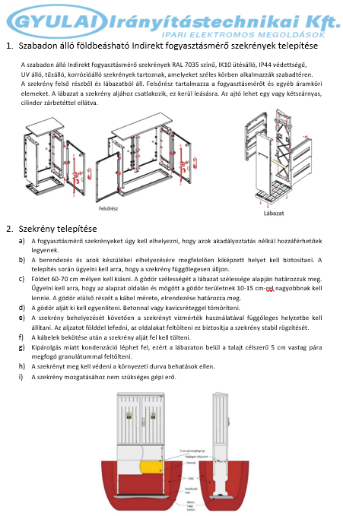 GYULAI Irányítástechnikai Kft.
IPARI ELEKTROMOS MEGOLDÁSOK
1. Szabadon álló földbeásható Indirekt fogyasztásmérő szekrények telepítése
A szabadon álló Indirekt fogyasztásmérő szekrények RAL 7035 színű, IK10 ütésálló, IP44 védettségű,
UV álló, tűzálló, korrózióálló szekrények tartoznak, amelyeket széles körben alkalmazzák szabadtéren.
A szekrény felső részből és lábazatból áll. Felsőrész tartalmazza a fogyasztásmérőt és egyéb áramköri
elemeket. A lábazat a szekrény aljához csatlakozik, ez kerül leásásra. Az ajtó lehet egy vagy kétszárnyas,
cilinder zárbetéttel ellátva.
felsőrész
Lábazat
2. Szekrény telepítése
a) A fogyasztásmérő szekrényeket úgy kell elhelyezni, hogy azok akadályoztatás nélkül hozzáférhetőek
legyenek.
b) A berendezés és azok készülékei elhelyezésére megfelelően kiképzett helyet kell biztosítani. A
telepítés során ügyelni kell arra, hogy a szekrény függőlegesen álljon.
c) Földet 60-70 cm mélyen kell kiásni. A gödör szélességét a lábazat szélessége alapján határozzuk meg.
Ügyelni kell arra, hogy az alapzat oldalán és mögött a gödör területnek 10-15 cm-rel nagyobbnak kell
lennie. A gödör elülső részét a kábel mérete, elrendezése határozza meg.
d) A gödör alját ki kell egyenlíteni. Betonnal vagy kavicsréteggel tömöríteni.
e) A szekrény behelyezését követően a szekrényt vízmérték használatával függőleges helyzetbe kell
állítani. Az aljzatot földdel lefedni, az oldalakat feltölteni ez biztosítja a szekrény stabil rögzítését.
f) A kábelek bekötése után a szekrény alját fel kell tölteni.
g) Kipárolgás miatt kondenzáció léphet fel, ezért a lábazaton belül a talajt célszerű 5 cm vastag pára
megfogó granulátummal feltölteni.
h) A szekrényt meg kell védeni a környezeti durva behatások ellen.
i) A szekrény mozgatásához nem szükséges gépi erő.